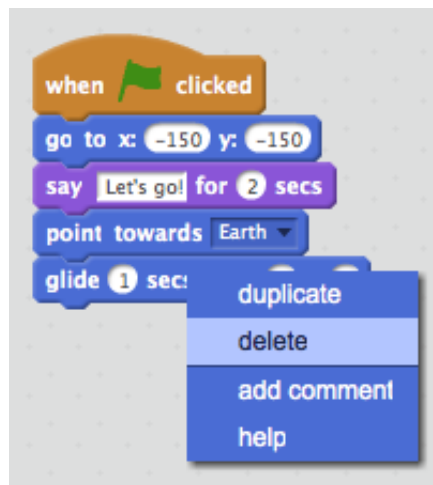 when clicked
go to x: -150 y: -150
say Let's go! for 2 secs
point towards Earth
glide 1 secs
duplicate
delete
add comment
help